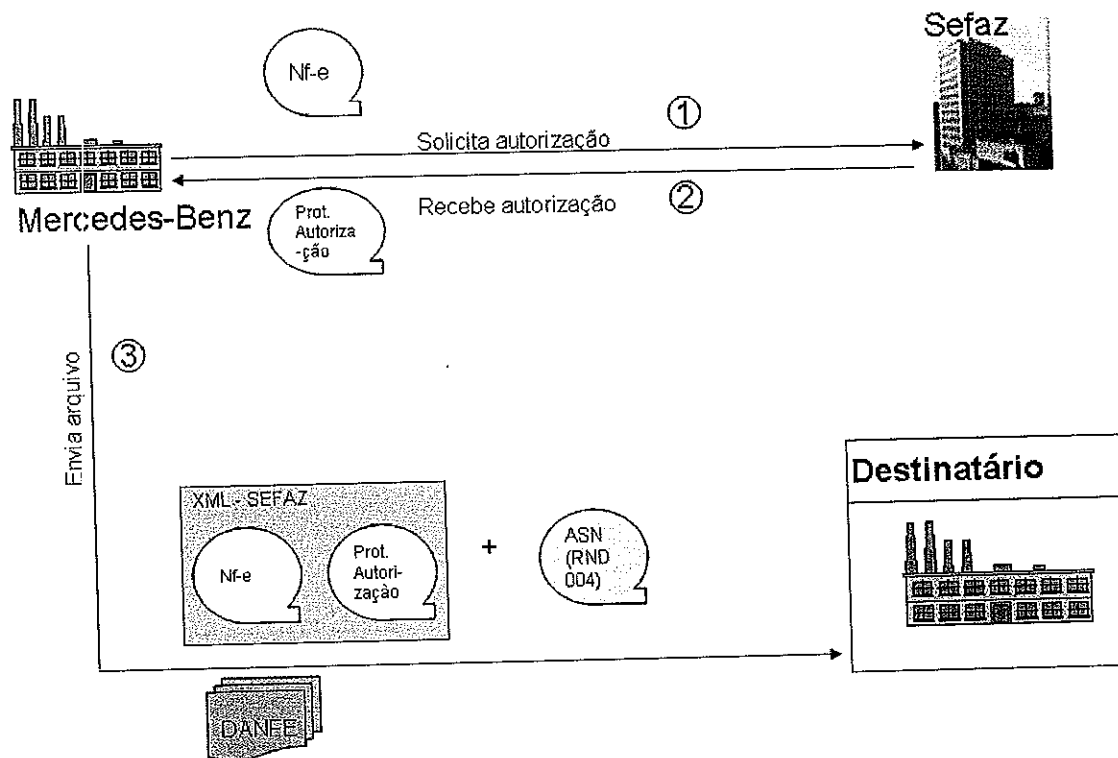 Sefaz
Nf-e
①
Solicita autorização
②
Recebe autorização
Mercedes-Benz
Prot.
Autoriza
-ção
③
Envia arquivo
Destinatário
XML - SEFAZ
Nf-e
Prot.
Autori-
zação
+
ASN
(RND
004)
DANFE